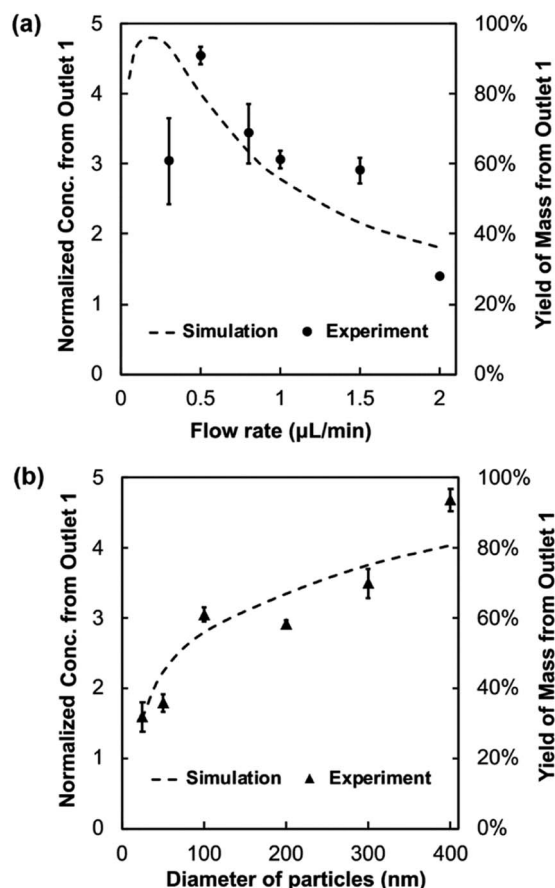 (a)
Normalized Conc. from Outlet 1
Yield of Mass from Outlet 1
5
4
3
2
1
0
100%
80%
60%
40%
20%
0%
Simulation
Experiment
0
0.5
1
1.5
2
Flow rate (μL/min)
(b)
Normalized Conc. from Outlet 1
Yield of Mass from Outlet 1
5
4
3
2
1
0
100%
80%
60%
40%
20%
0%
Simulation
Experiment
0
100
200
300
400
Diameter of particles (nm)